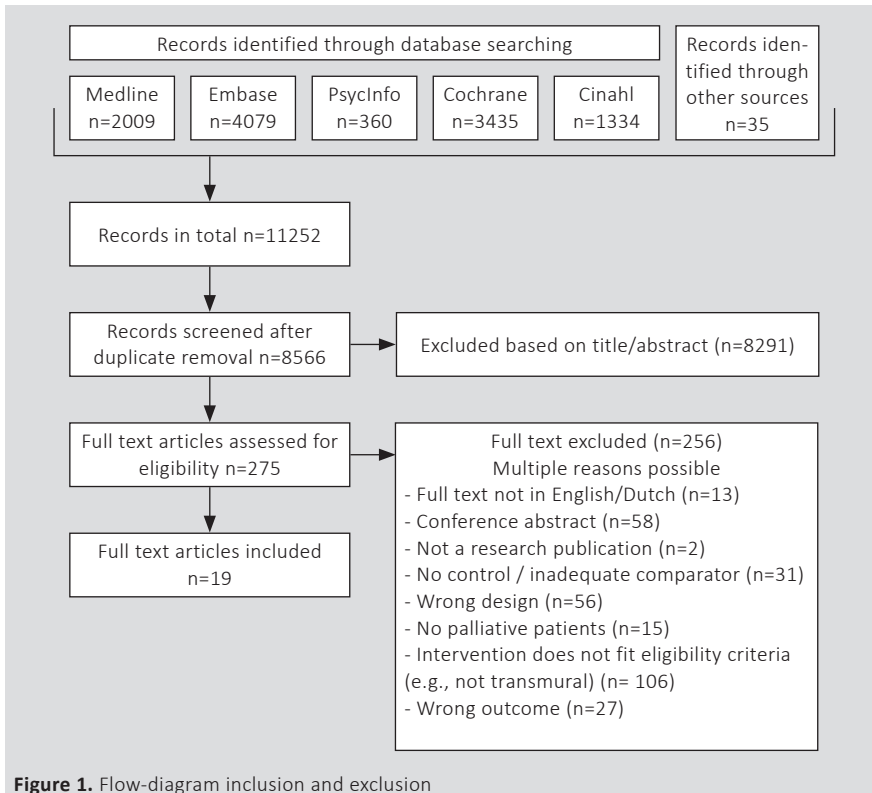 Records identified through database searching
Records iden-
tified through
other sources
n=35
Medline
n=2009
Embase
n=4079
PsycInfo
n=360
Cochrane
n=3435
Cinahl
n=1334
Records in total n=11252
Records screened after
duplicate removal n=8566
Excluded based on title/abstract (n=8291)
Full text articles assessed for
eligibility n=275
Full text excluded (n=256)
Multiple reasons possible
- Full text not in English/Dutch (n=13)
- Conference abstract (n=58)
- Not a research publication (n=2)
- No control / inadequate comparator (n=31)
- Wrong design (n=56)
- No palliative patients (n=15)
- Intervention does not fit eligibility criteria
(e.g., not transmural) (n= 106)
- Wrong outcome (n=27)
Full text articles included
n=19
Figure 1. Flow-diagram inclusion and exclusion